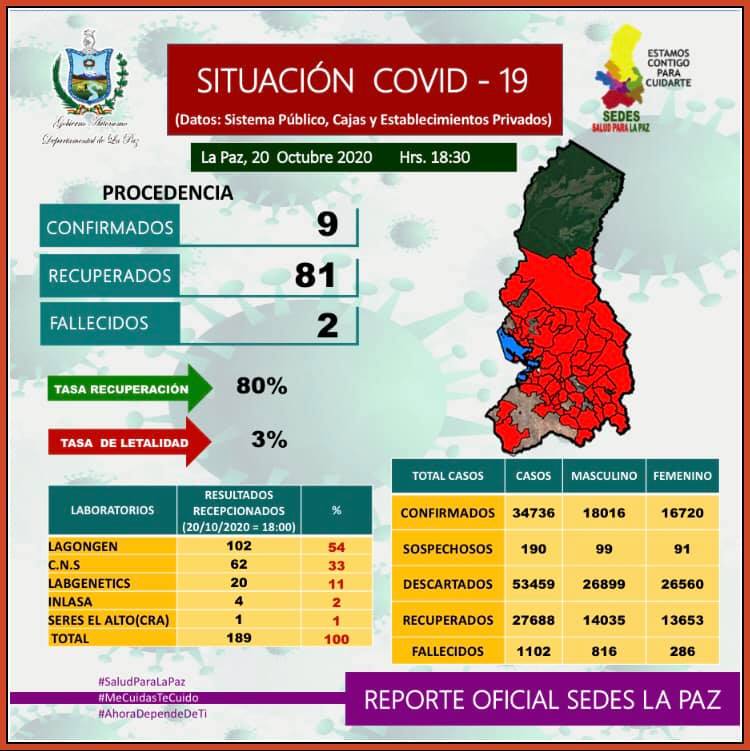 Gobierno Autónomo
Departamental de La Paz
SITUACIÓN COVID - 19
(Datos: Sistema Público, Cajas y Establecimientos Privados)
ESTAMOS
CONTIGO
PARA
CUIDARTE
SEDES
SALUD PARA LA PAZ
La Paz, 20 Octubre 2020 Hrs. 18:30
PROCEDENCIA
CONFIRMADOS 9
RECUPERADOS 81
FALLECIDOS 2
TASA RECUPERACIÓN 80%
TASA DE LETALIDAD 3%
LABORATORIOS RESULTADOS RECEPCIONADOS (20/10/2020 = 18:00) %
LAGONGEN 102 54
C.N.S 62 33
LABGENETICS 20 11
INLASA 4 2
SERES EL ALTO(CRA) 1 1
TOTAL 189 100
TOTAL CASOS CASOS MASCULINO FEMENINO
CONFIRMADOS 34736 18016 16720
SOSPECHOSOS 190 99 91
DESCARTADOS 53459 26899 26560
RECUPERADOS 27688 14035 13653
FALLECIDOS 1102 816 286
#SaludParaLaPaz
#MeCuidasTeCuido
#AhoraDependeDeTi
REPORTE OFICIAL SEDES LA PAZ